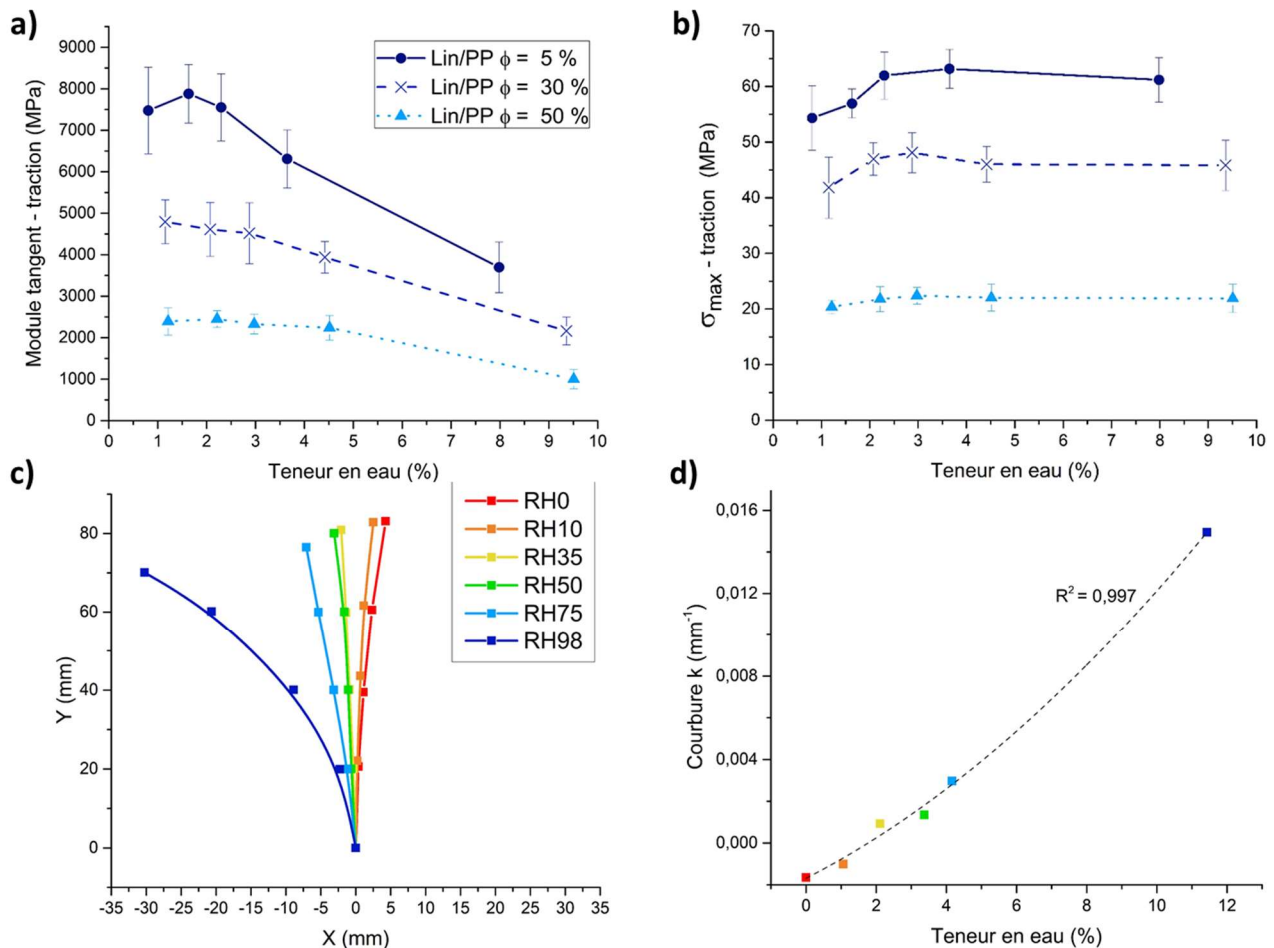 a)
Module tangent - traction (MPa)
9000
8000
7000
6000
5000
4000
3000
2000
1000
0
0 1 2 3 4 5 6 7 8 9 10
Teneur en eau (%)
Lin/PP ϕ = 5 %
Lin/PP ϕ = 30 %
Lin/PP ϕ = 50 %
b)
σmax - traction (MPa)
70
60
50
40
30
20
10
0
0 1 2 3 4 5 6 7 8 9 10
Teneur en eau (%)
c)
Y (mm)
80
60
40
20
0
-35 -30 -25 -20 -15 -10 -5 0 5 10 15 20 25 30 35
X (mm)
RH0
RH10
RH35
RH50
RH75
RH98
d)
Courbure k (mm-1)
0,016
0,012
0,008
0,004
0,000
R2 = 0,997
0 2 4 6 8 10 12
Teneur en eau (%)